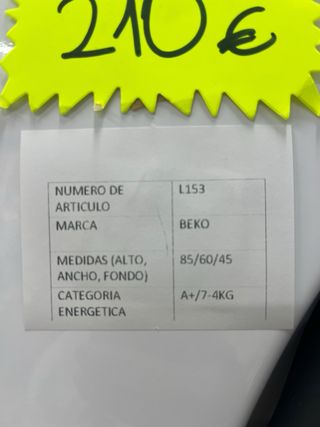 210 €
NUMERO DE ARTICULO L153
MARCA BEKO
MEDIDAS (ALTO, ANCHO, FONDO) 85/60/45
CATEGORIA ENERGETICA A+/7-4KG